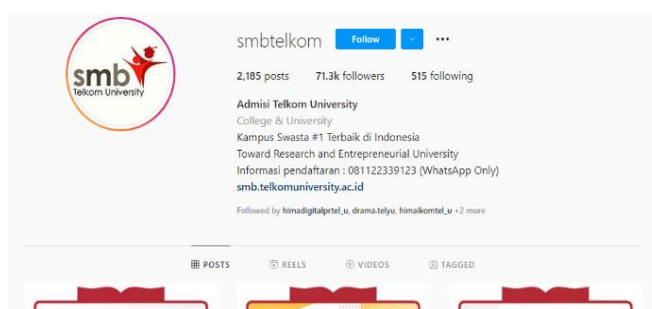 smb
Telkom University
smbtelkom Follow
2,185 posts 71.3k followers 515 following
Admisi Telkom University
College & University
Kampus Swasta #1 Terbaik di Indonesia
Toward Research and Entrepreneurial University
Informasi pendaftaran : 081122339123 (WhatsApp Only)
smb.telkomuniversity.ac.id
Followed by himadigitalprtel_u, drama.telyu, himaikomtel_u +2 more
POSTS REELS VIDEOS TAGGED